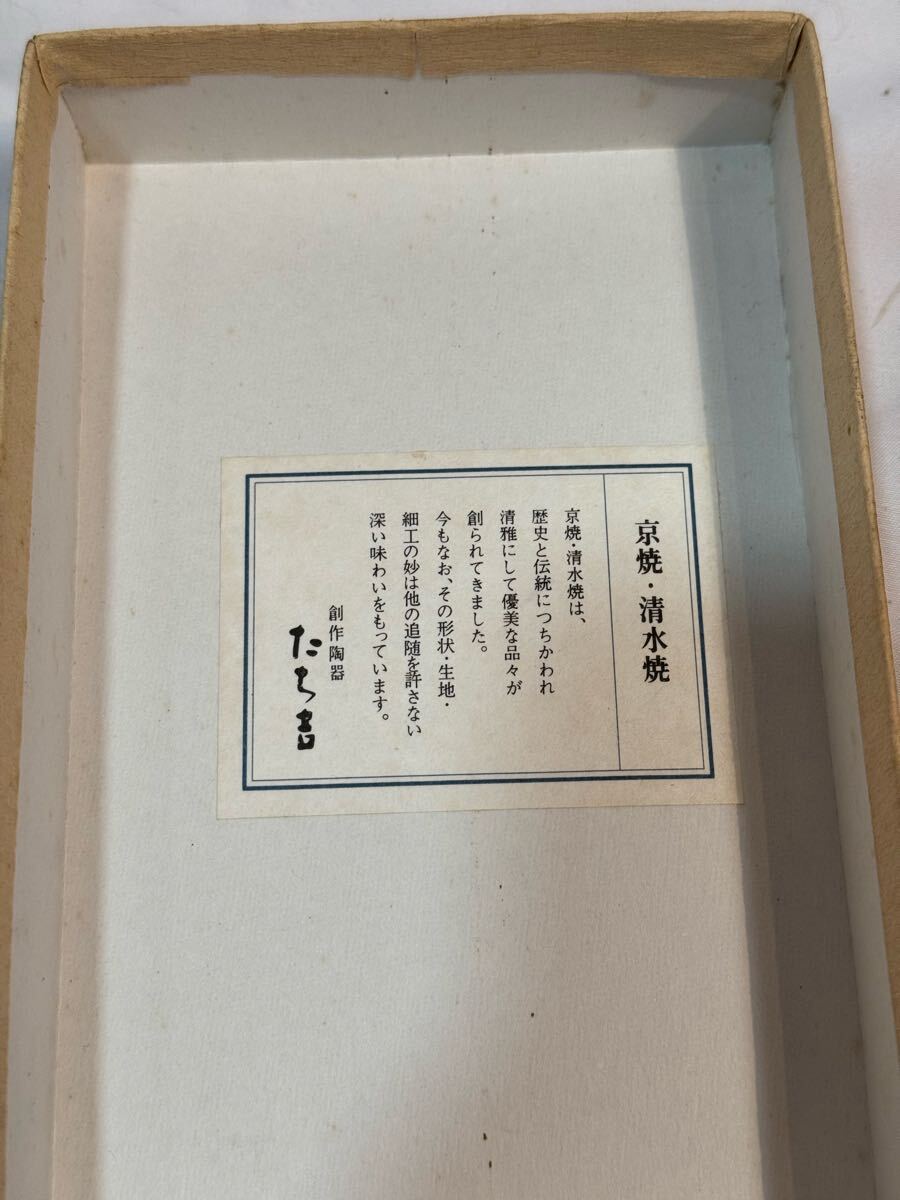 京焼・清水焼
京焼・清水焼は、
歴史と伝統につちかわれ
清雅にして優美な品々が
創られてきました。
今もなお、その形状・生地・
細工の妙は他の追随を許さない
深い味わいをもっています。
創作陶器
たち吉